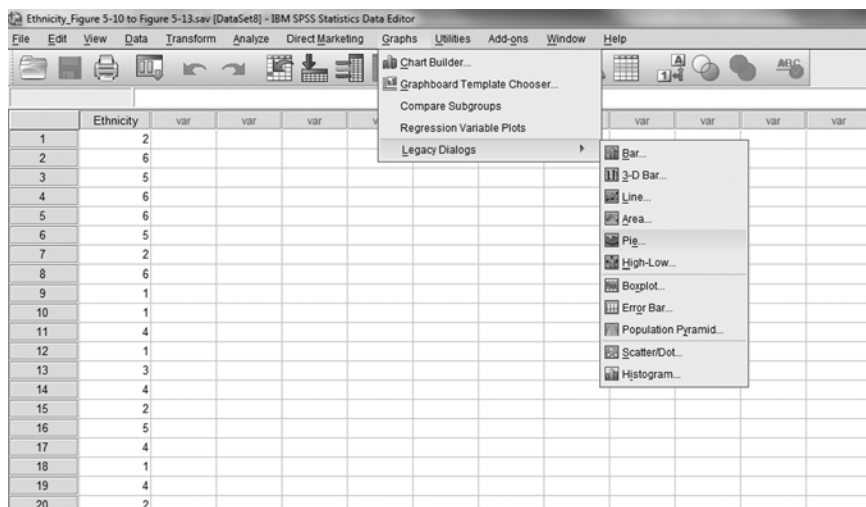 Ethnicity_Figure 5-10 to Figure 5-13.sav [DataSet8] - IBM SPSS Statistics Data Editor
File Edit View Data Transform Analyze Direct Marketing Graphs Utilities Add-ons Window Help
Chart Builder...
Graphboard Template Chooser...
Compare Subgroups
Regression Variable Plots
Legacy Dialogs
Bar...
3-D Bar...
Line...
Area...
Pie...
High-Low...
Boxplot...
Error Bar...
Population Pyramid...
Scatter/Dot...
Histogram...
Ethnicity var var var var var var var
1 2
2 6
3 5
4 6
5 6
6 5
7 2
8 6
9 1
10 1
11 4
12 1
13 3
14 4
15 2
16 5
17 4
18 1
19 4
20 2